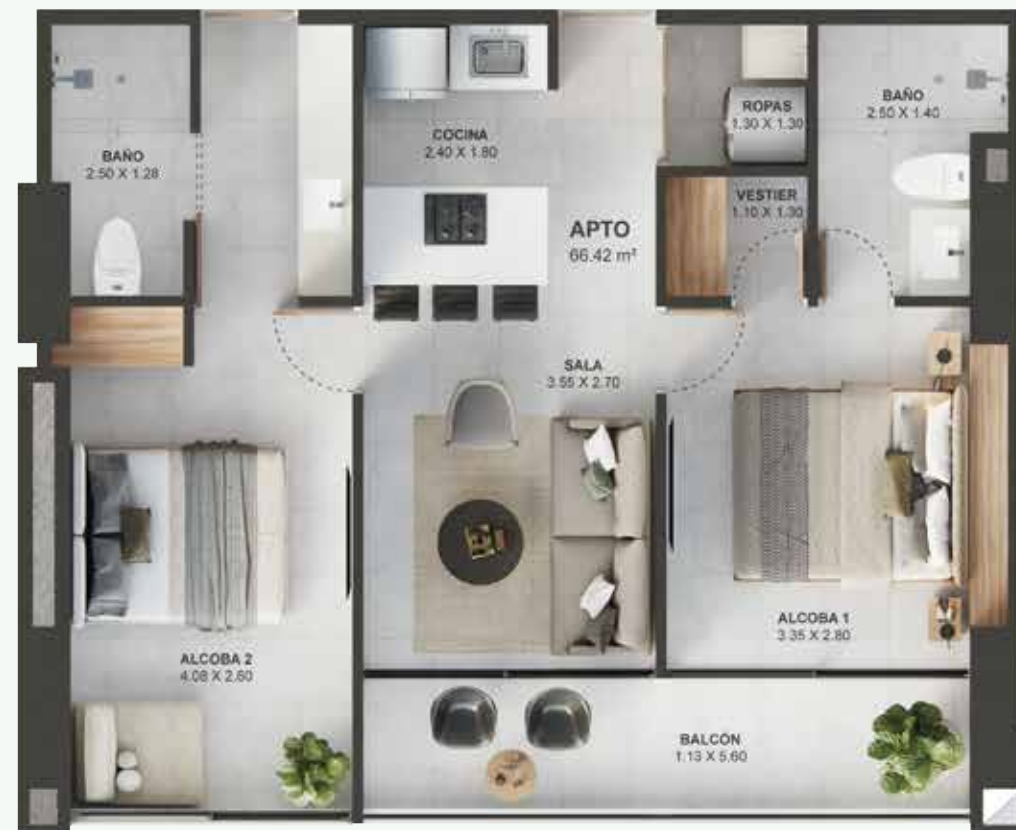 BAÑO
2.50 X 1.28
COCINA
2.40 X 1.80
ROPAS
1.30 X 1.30
BAÑO
2.50 X 1.40
VESTIER
1.10 X 1.30
APTO
66.42 m²
SALA
3.55 X 2.70
ALCOBA 1
3.35 X 2.80
ALCOBA 2
4.08 X 2.60
BALCÓN
1.13 X 5.60